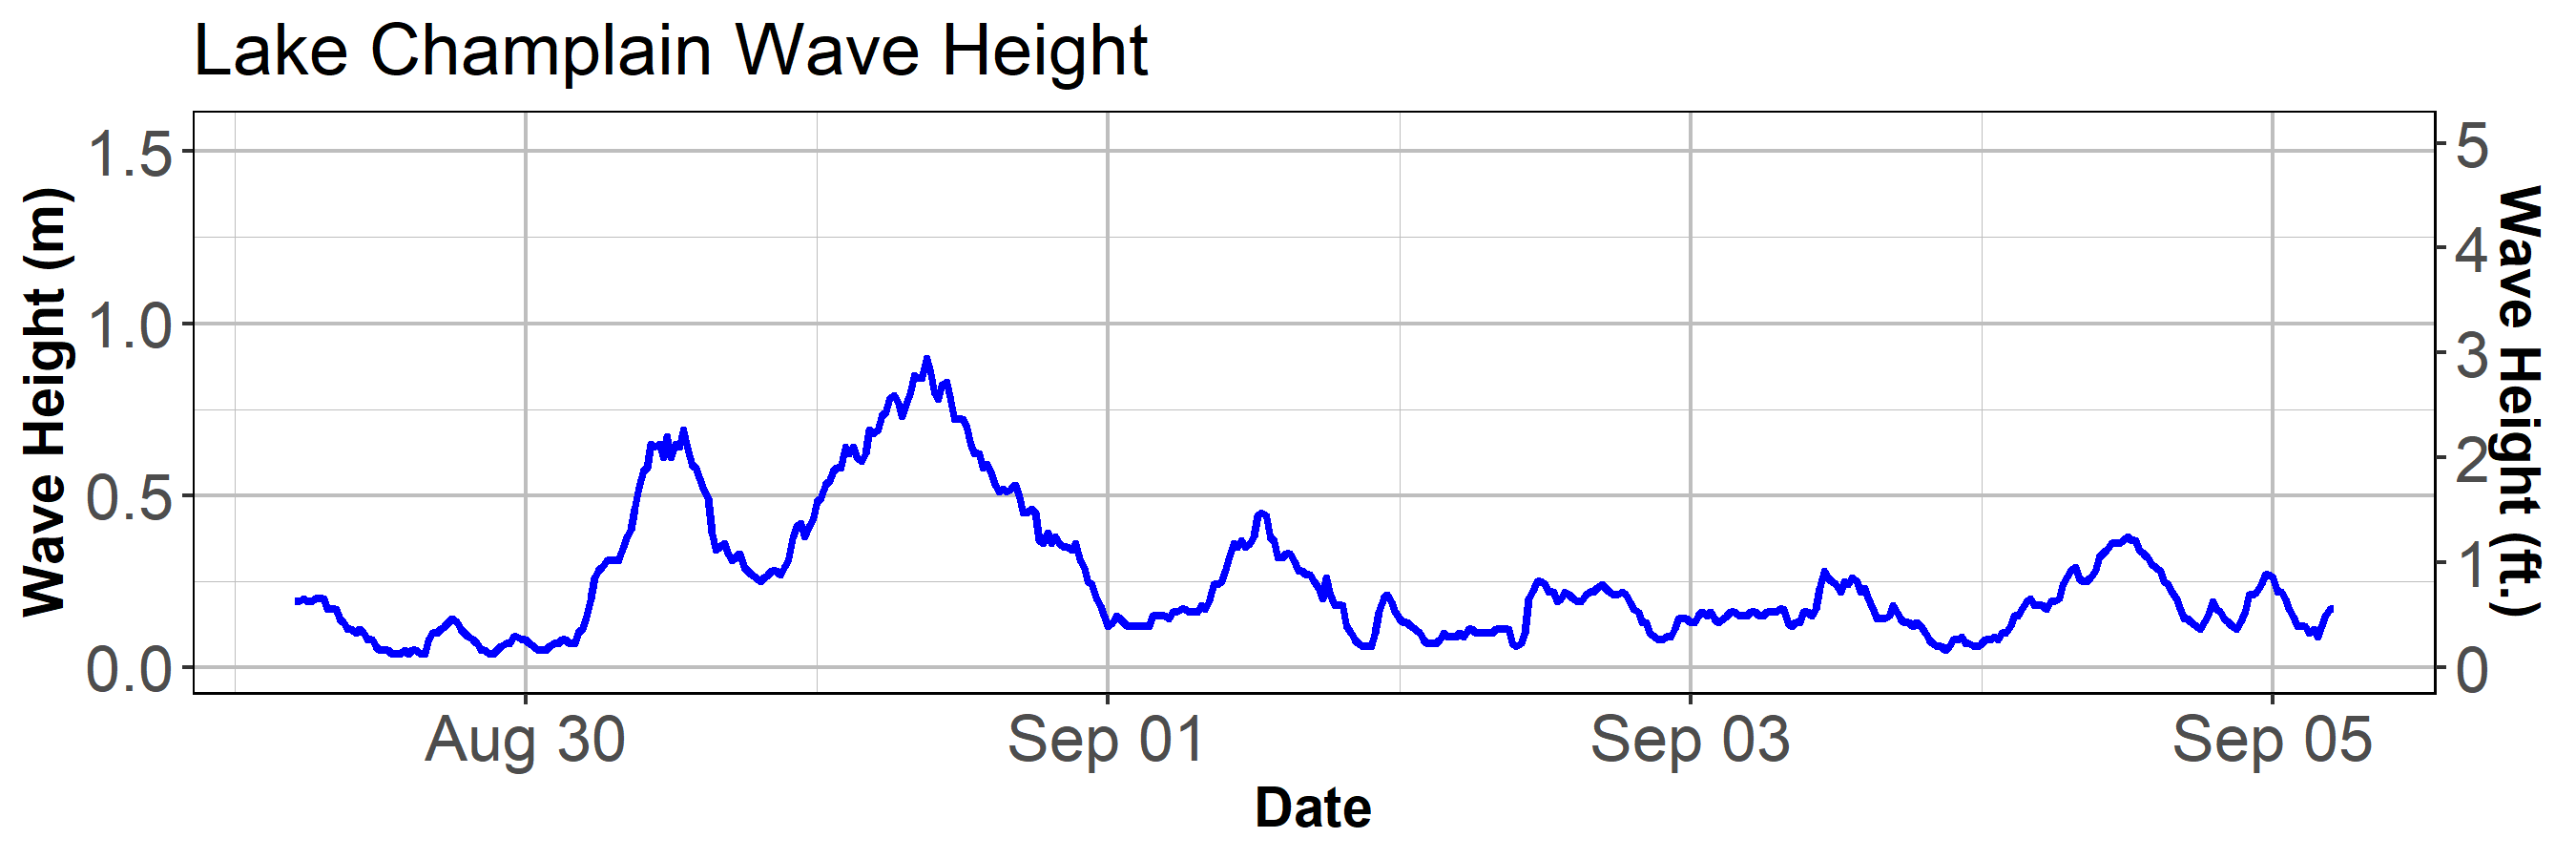 Lake Champlain Wave Height
Wave Height (m)
1.5
1.0
0.5
0.0
5
4
3
2
1
0
Wave Height (ft.)
Aug 30
Sep 01
Sep 03
Sep 05
Date